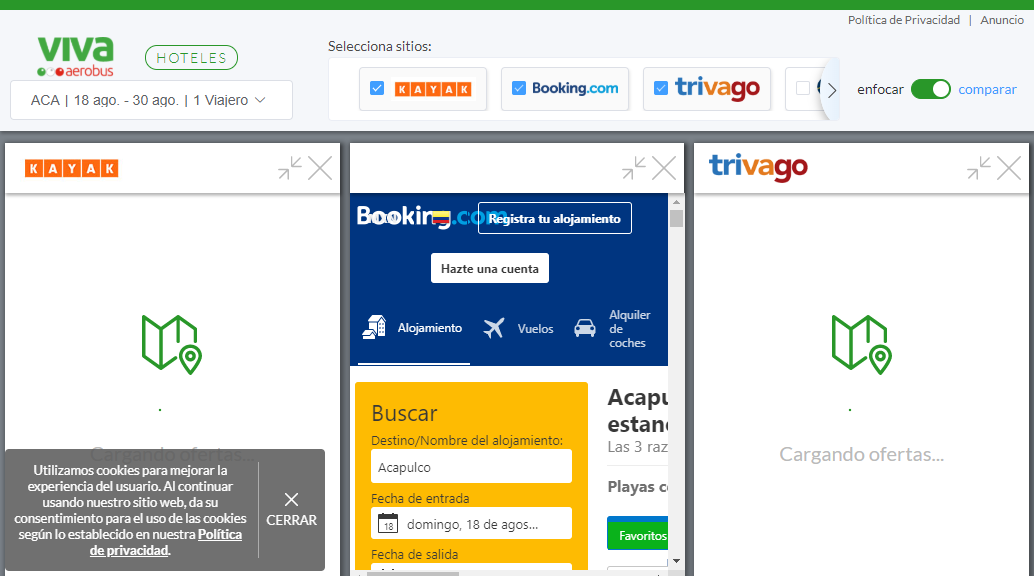 Política de Privacidad | Anuncio
viva
aerobus
HOTELES
Selecciona sitios:
ACA | 18 ago. - 30 ago. | 1 Viajero
KAYAK
Booking.com
trivago
enfocar
comparar
KAYAK
trivago
Booking.com
Registra tu alojamiento
Hazte una cuenta
Alojamiento
Vuelos
Alquiler
de
coches
Buscar
Destino/Nombre del alojamiento:
Acapulco
Fecha de entrada
18
domingo, 18 de agos...
Fecha de salida
Acapu
estan
Las 3 raz
Playas c
Favoritos
Cargando ofertas...
Cargando ofertas...
Utilizamos cookies para mejorar la
experiencia del usuario. Al continuar
usando nuestro sitio web, da su
consentimiento para el uso de las cookies
según lo establecido en nuestra Política
de privacidad.
CERRAR